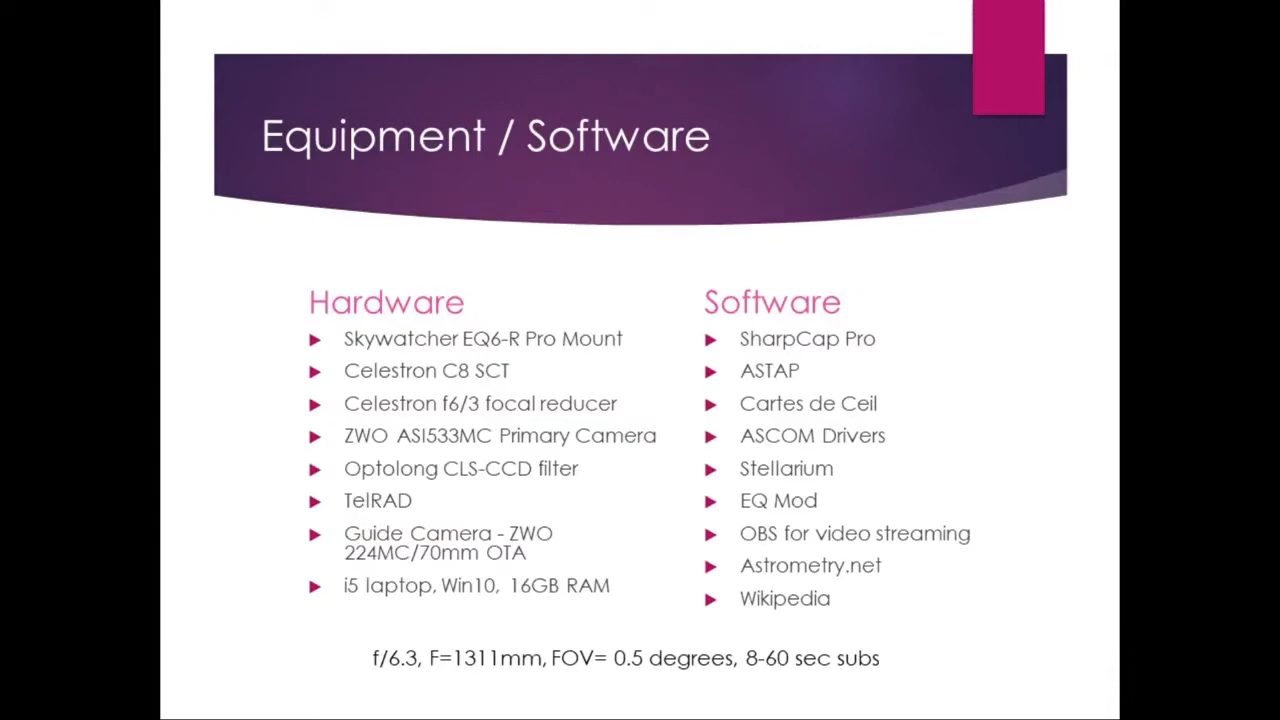 Equipment / Software
Hardware
Skywatcher EQ6-R Pro Mount
Celestron C8 SCT
Celestron f6/3 focal reducer
ZWO ASI533MC Primary Camera
Optolong CLS-CCD filter
TelRAD
Guide Camera - ZWO
224MC/70mm OTA
i5 laptop, Win10, 16GB RAM
Software
SharpCap Pro
ASTAP
Cartes de Ceil
ASCOM Drivers
Stellarium
EQ Mod
OBS for video streaming
Astrometry.net
Wikipedia
f/6.3, F=1311mm, FOV= 0.5 degrees, 8-60 sec subs